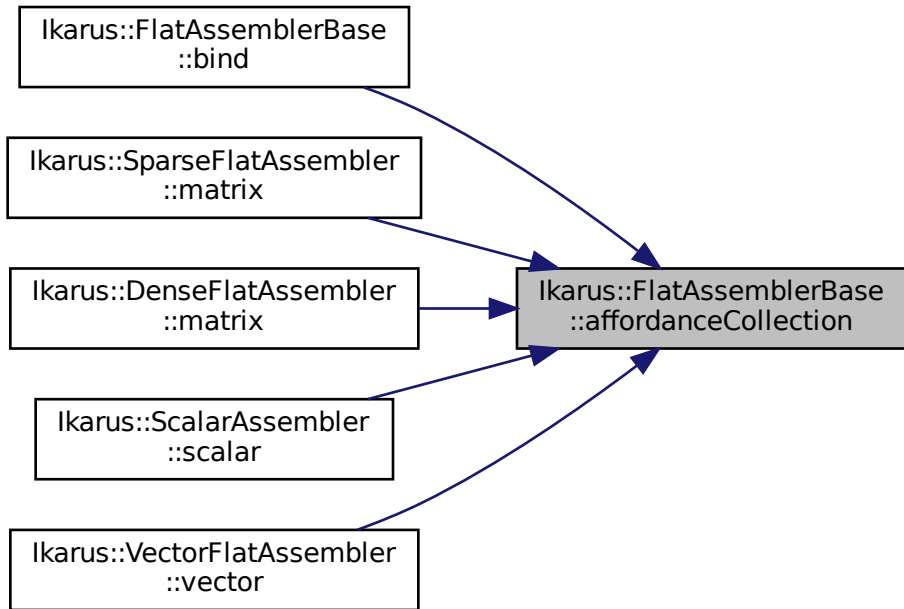 Ikarus::FlatAssemblerBase
::bind
Ikarus::SparseFlatAssembler
::matrix
Ikarus::DenseFlatAssembler
::matrix
Ikarus::ScalarAssembler
::scalar
Ikarus::VectorFlatAssembler
::vector
Ikarus::FlatAssemblerBase
::affordanceCollection